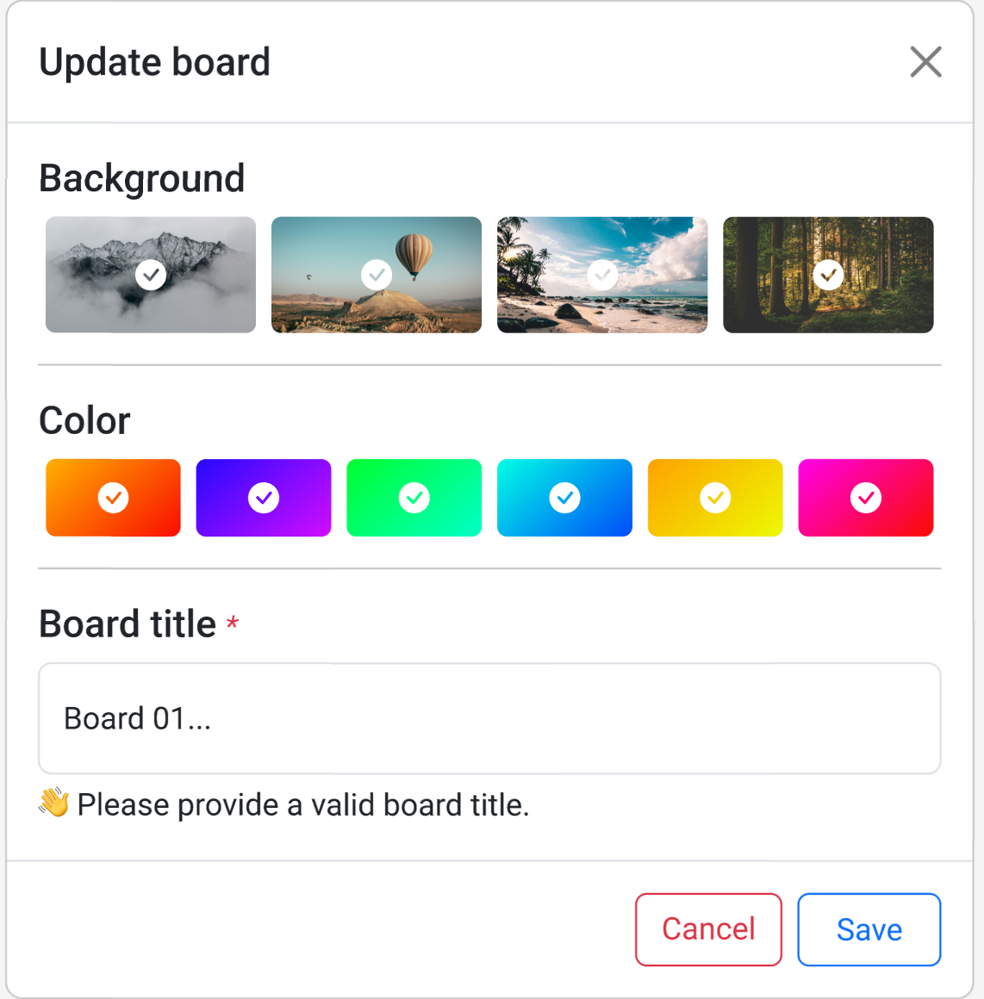 Update board
Background
Color
Board title *
Board 01...
👋 Please provide a valid board title.
Cancel
Save